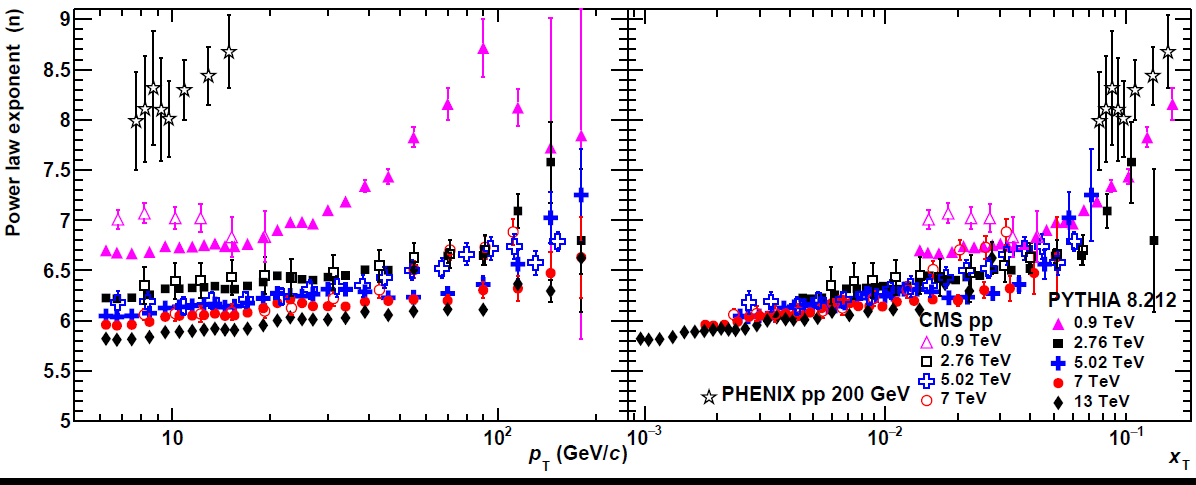 Power law exponent (n)
9
8.5
8
7.5
7
6.5
6
5.5
5
10
10²
p_T (GeV/c)
10⁻³
10⁻²
10⁻¹
x_T
☆ PHENIX pp 200 GeV
CMS pp
△ 0.9 TeV
□ 2.76 TeV
5.02 TeV
○ 7 TeV
PYTHIA 8.212
▲ 0.9 TeV
■ 2.76 TeV
5.02 TeV
● 7 TeV
◆ 13 TeV